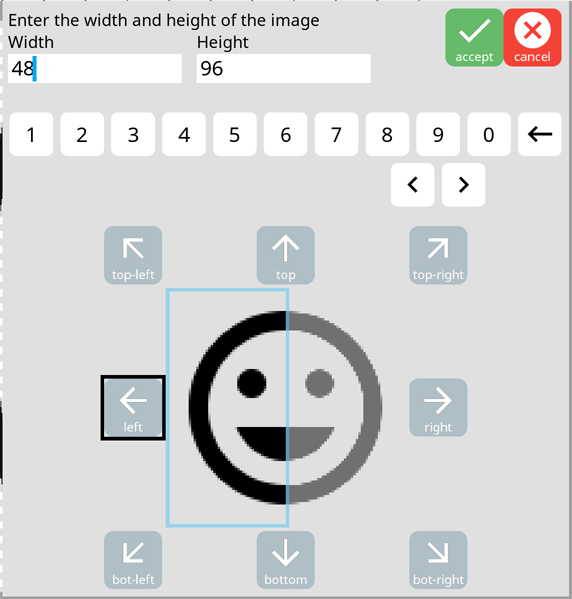 Enter the width and height of the image
Width Height
48 96
accept cancel
1 2 3 4 5 6 7 8 9 0
top-left top top-right
left right
bot-left bottom bot-right